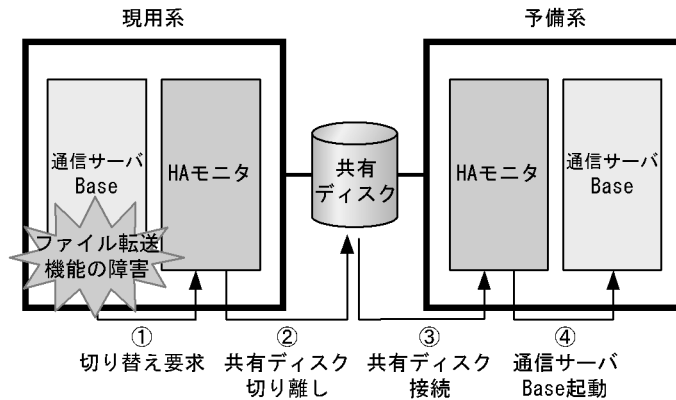 現用系
予備系
通信サーバ
Base
HAモニタ
共有
ディスク
HAモニタ
通信サーバ
Base
ファイル転送
機能の障害
①
切り替え要求
②
共有ディスク
切り離し
③
共有ディスク
接続
④
通信サーバ
Base起動